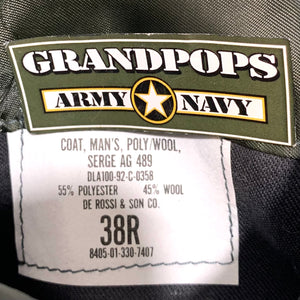 GRANDPOPS
ARMY NAVY
COAT, MAN'S, POLY/WOOL,
SERGE AG 489
DLA100-92-C-0358
55% POLYESTER 45% WOOL
DE ROSSI & SON CO.
38R
8405-01-330-7407